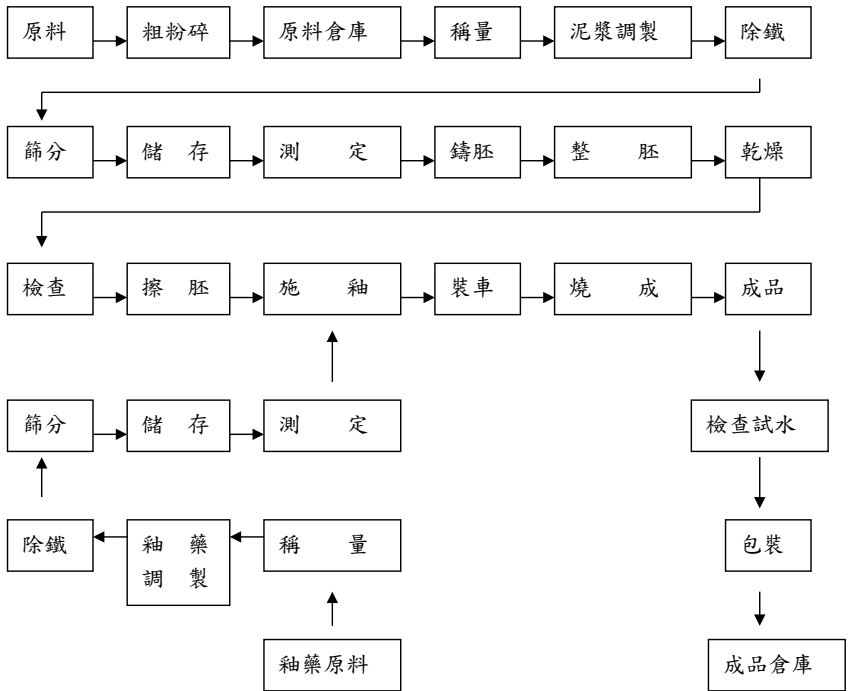 原料 粗粉碎 原料倉庫 稱量 泥漿調製 除鐵
篩分 儲存 測定 鑄胚 整胚 乾燥
檢查 擦胚 施釉 裝車 燒成 成品
篩分 儲存 測定 檢查試水
除鐵 釉藥 稱量 包裝
調製
釉藥原料 成品倉庫